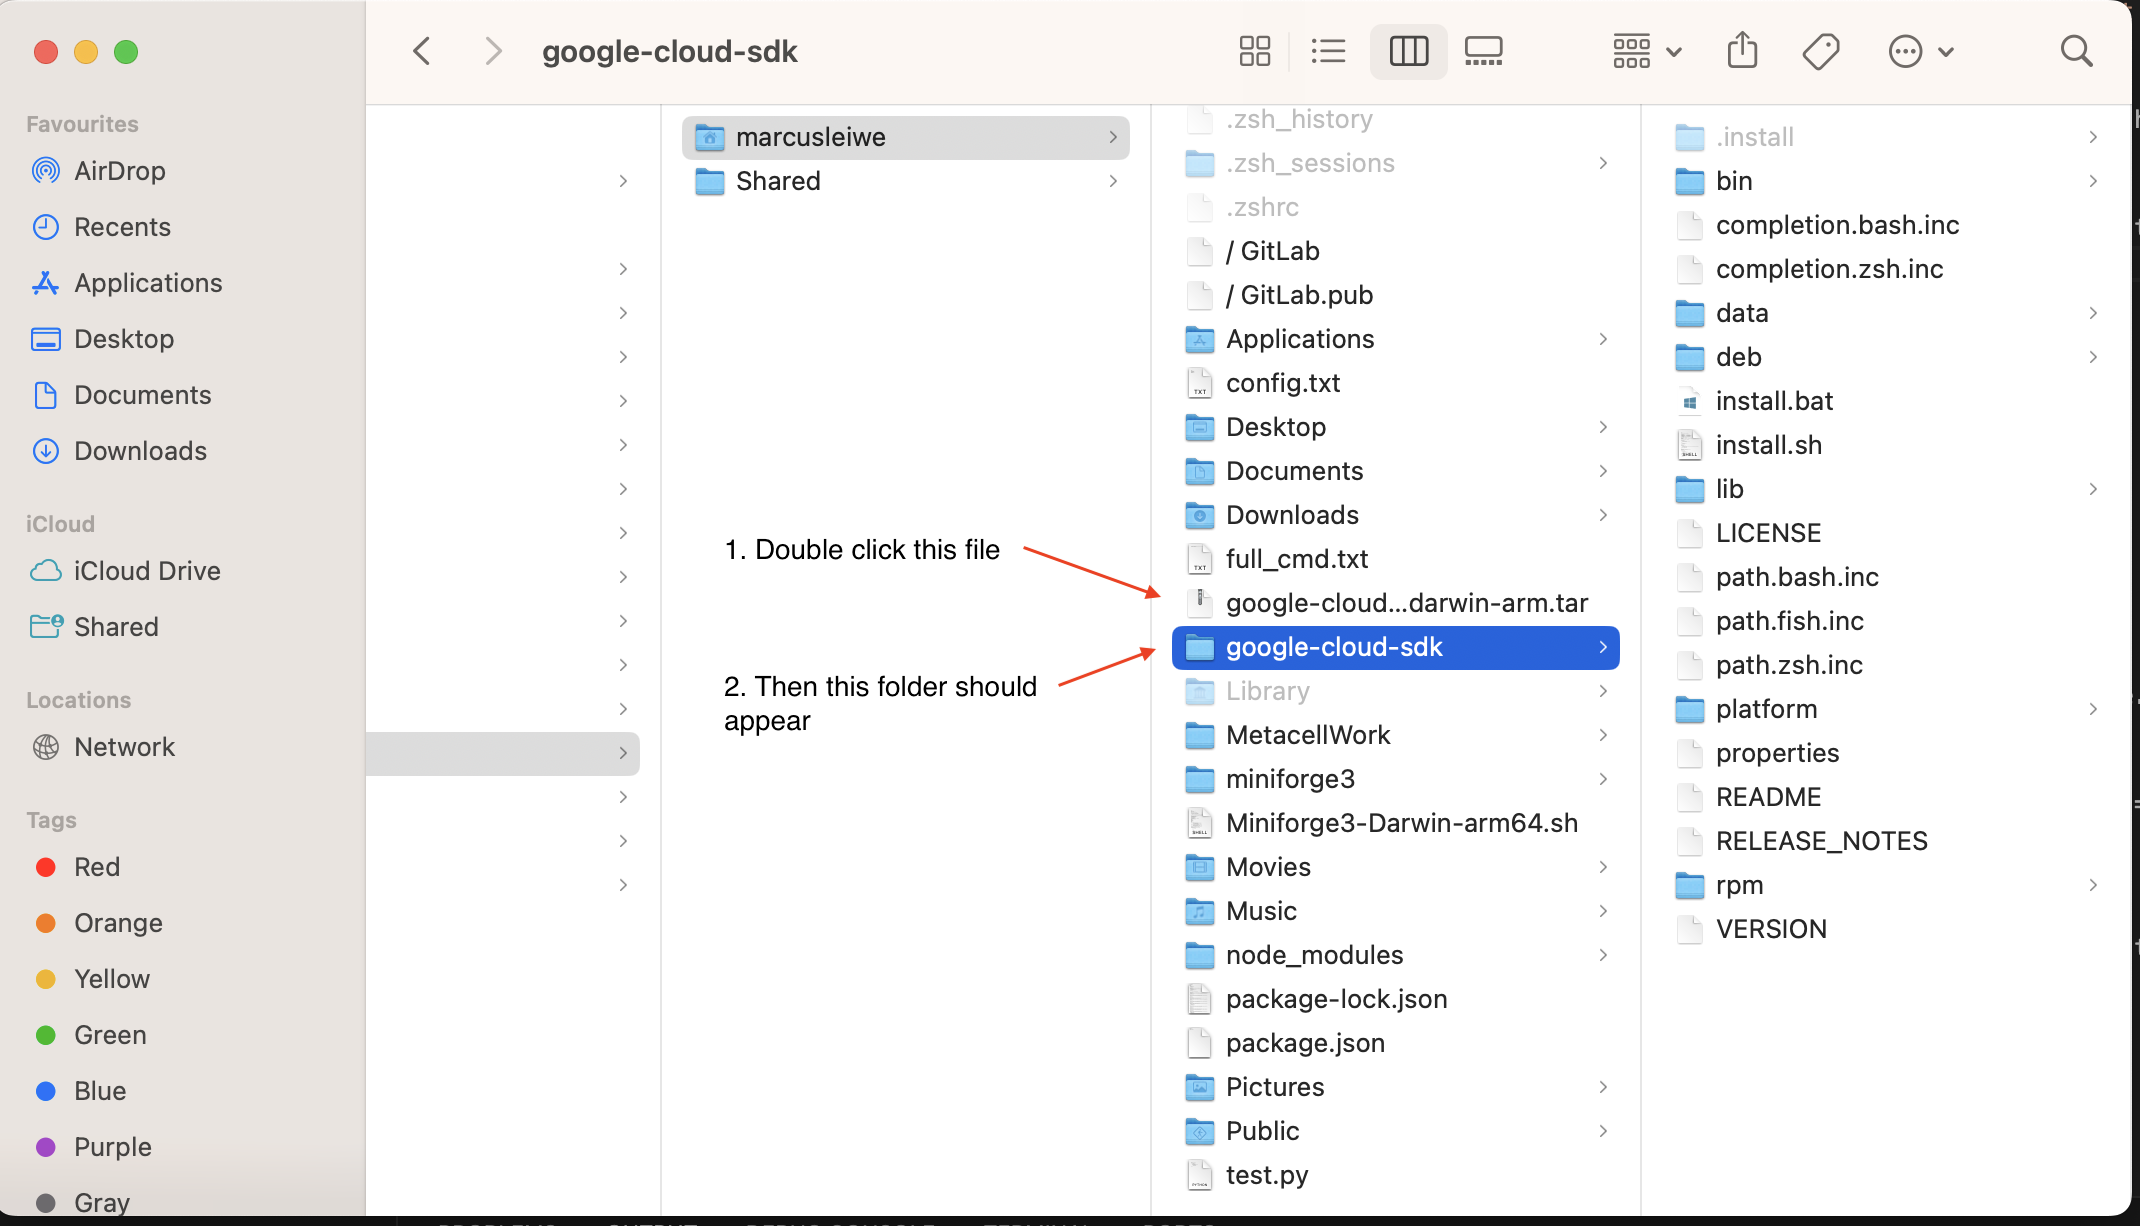 google-cloud-sdk
Favourites
AirDrop
Recents
Applications
Desktop
Documents
Downloads
iCloud
iCloud Drive
Shared
Locations
Network
Tags
Red
Orange
Yellow
Green
Blue
Purple
Gray
marcusleiwe
Shared
1. Double click this file
2. Then this folder should
appear
.zsh_history
.zsh_sessions
.zshrc
/ GitLab
/ GitLab.pub
Applications
config.txt
Desktop
Documents
Downloads
full_cmd.txt
google-cloud...darwin-arm.tar
google-cloud-sdk
Library
MetacellWork
miniforge3
Miniforge3-Darwin-arm64.sh
Movies
Music
node_modules
package-lock.json
package.json
Pictures
Public
test.py
.install
bin
completion.bash.inc
completion.zsh.inc
data
deb
install.bat
install.sh
lib
LICENSE
path.bash.inc
path.fish.inc
path.zsh.inc
platform
properties
README
RELEASE_NOTES
rpm
VERSION